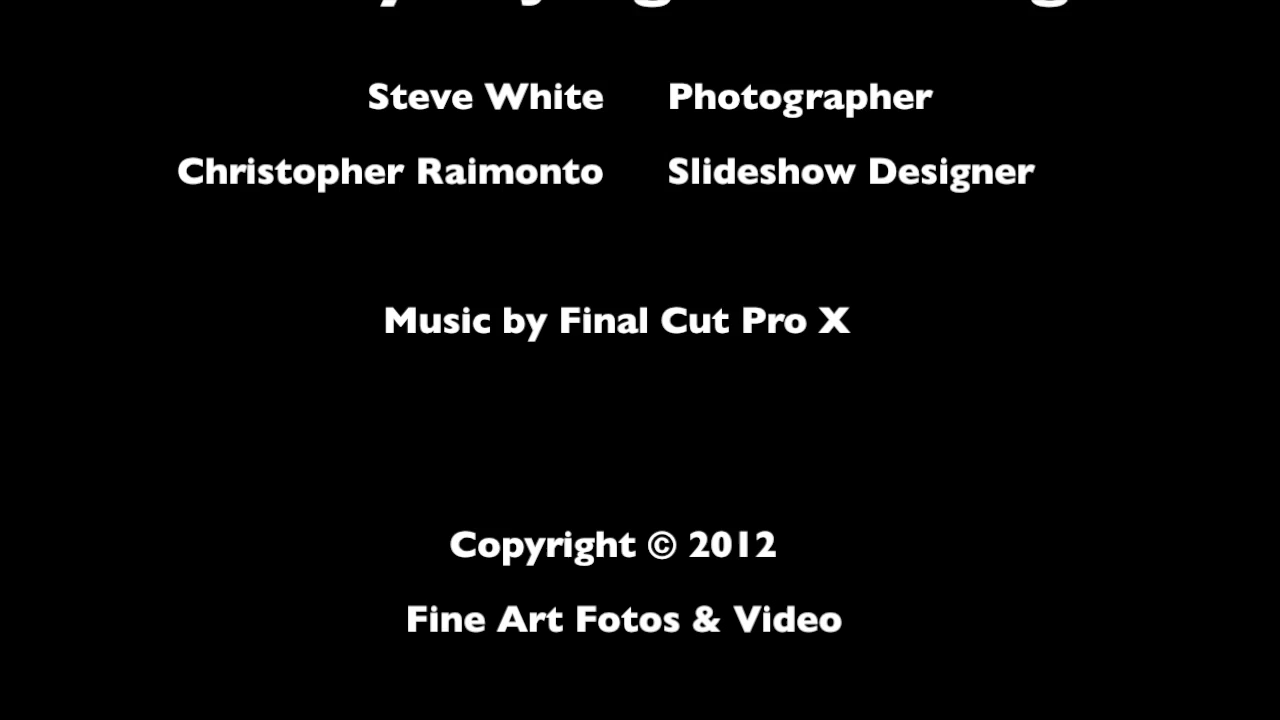 Steve White Photographer
Christopher Raimonto Slideshow Designer
Music by Final Cut Pro X
Copyright © 2012
Fine Art Fotos & Video